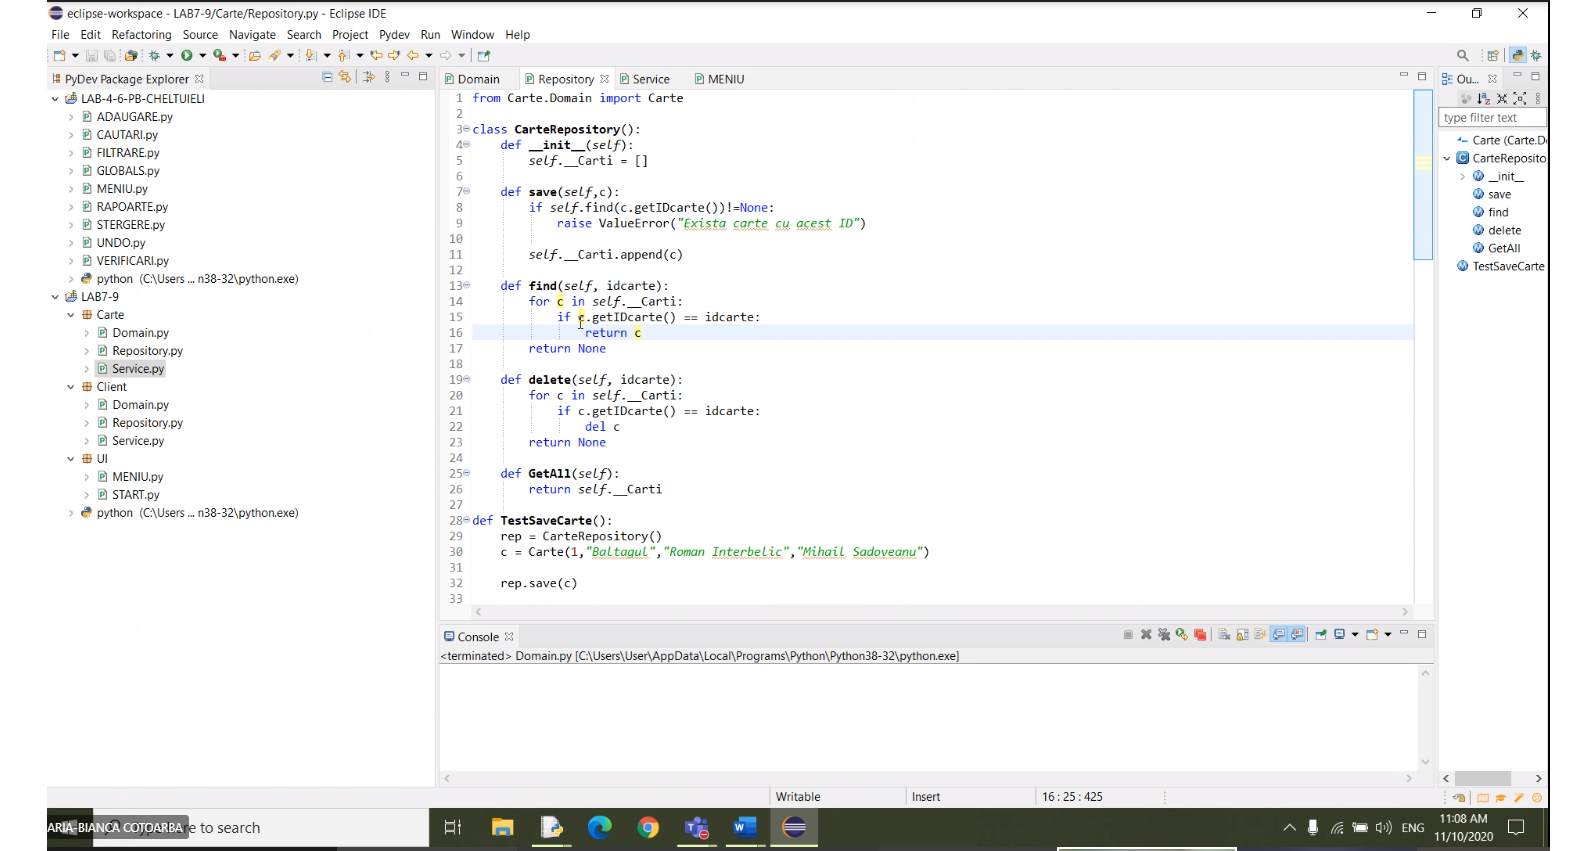 eclipse-workspace - LAB7-9/Carte/Repository.py - Eclipse IDE
File Edit Refactoring Source Navigate Search Project Pydev Run Window Help
PyDev Package Explorer
LAB-4-6-PB-CHELTUIELI
ADAUGARE.py
CAUTARI.py
FILTRARE.py
GLOBALS.py
MENIU.py
RAPOARTE.py
STERGERE.py
UNDO.py
VERIFICARI.py
python (C:\Users ... n38-32\python.exe)
LAB7-9
Carte
Domain.py
Repository.py
Service.py
Client
Domain.py
Repository.py
Service.py
UI
MENIU.py
START.py
python (C:\Users ... n38-32\python.exe)
Domain Repository Service MENIU
1 from Carte.Domain import Carte
2
3 class CarteRepository():
4 def __init__(self):
5 self.__Carti = []
6
7 def save(self,c):
8 if self.find(c.getIDcarte())!=None:
9 raise ValueError("Exista carte cu acest ID")
10
11 self.__Carti.append(c)
12
13 def find(self, idcarte):
14 for c in self.__Carti:
15 if c.getIDcarte() == idcarte:
16 return c
17 return None
18
19 def delete(self, idcarte):
20 for c in self.__Carti:
21 if c.getIDcarte() == idcarte:
22 del c
23 return None
24
25 def GetAll(self):
26 return self.__Carti
27
28 def TestSaveCarte():
29 rep = CarteRepository()
30 c = Carte(1,"Baltagul","Roman Interbelic","Mihail Sadoveanu")
31
32 rep.save(c)
33
Ou...
type filter text
Carte (Carte.Do
CarteReposito
__init_
save
find
delete
GetAll
TestSaveCarte
Console
<terminated> Domain.py [C:\Users\User\AppData\Local\Programs\Python\Python38-32\python.exe]
Writable Insert 16 : 25 : 425
ARIA-BIANCA COTOARBA
re to search
ENG
11:08 AM
11/10/2020